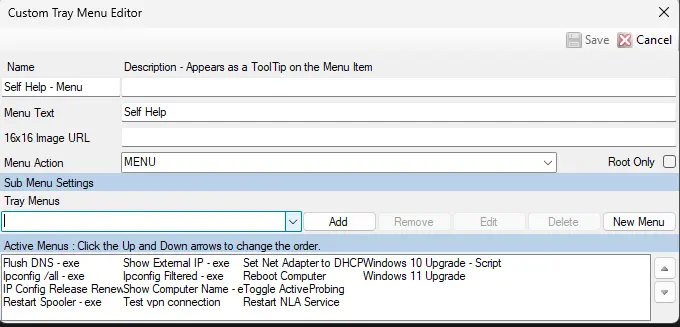 Custom Tray Menu Editor
Save Cancel
Name Description - Appears as a ToolTip on the Menu Item
Self Help - Menu
Menu Text Self Help
16x16 Image URL
Menu Action MENU Root Only
Sub Menu Settings
Tray Menus
Add Remove Edit Delete New Menu
Active Menus : Click the Up and Down arrows to change the order.
Flush DNS - exe Show External IP - exe Set Net Adapter to DHCP Windows 10 Upgrade - Script
Ipconfig /all - exe Ipconfig Filtered - exe Reboot Computer Windows 11 Upgrade
IP Config Release Renew Show Computer Name - e Toggle ActiveProbing
Restart Spooler - exe Test vpn connection Restart NLA Service